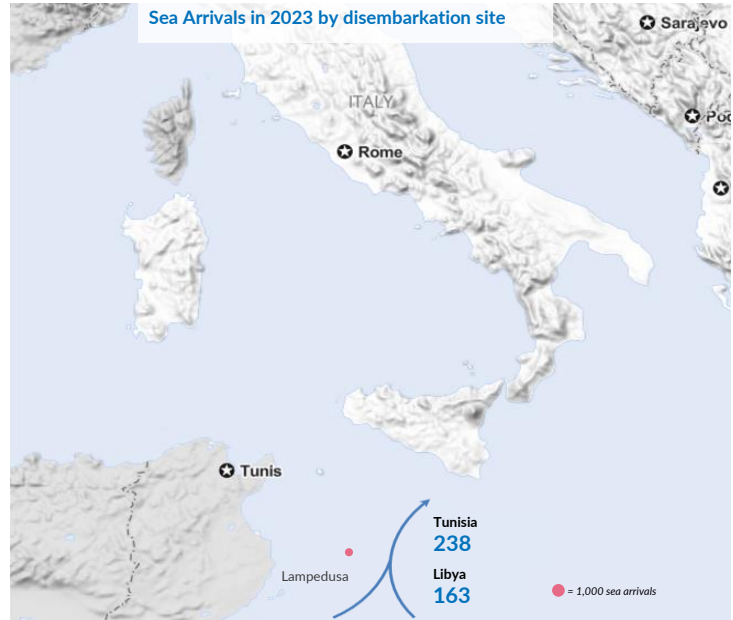 Sea Arrivals in 2023 by disembarkation site
Sarajevo
ITALY
Rome
Tunis
Tunisia
238
Lampedusa
Libya
163
= 1,000 sea arrivals